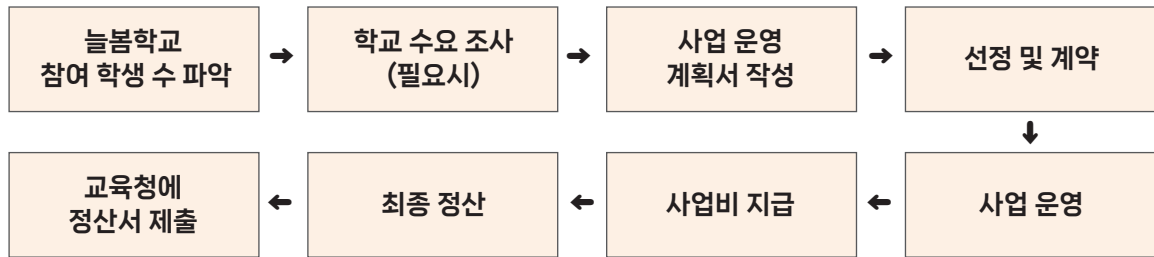 늘봄학교
참여 학생 수 파악
학교 수요 조사
(필요시)
사업 운영
계획서 작성
선정 및 계약
사업 운영
사업비 지급
최종 정산
교육청에
정산서 제출